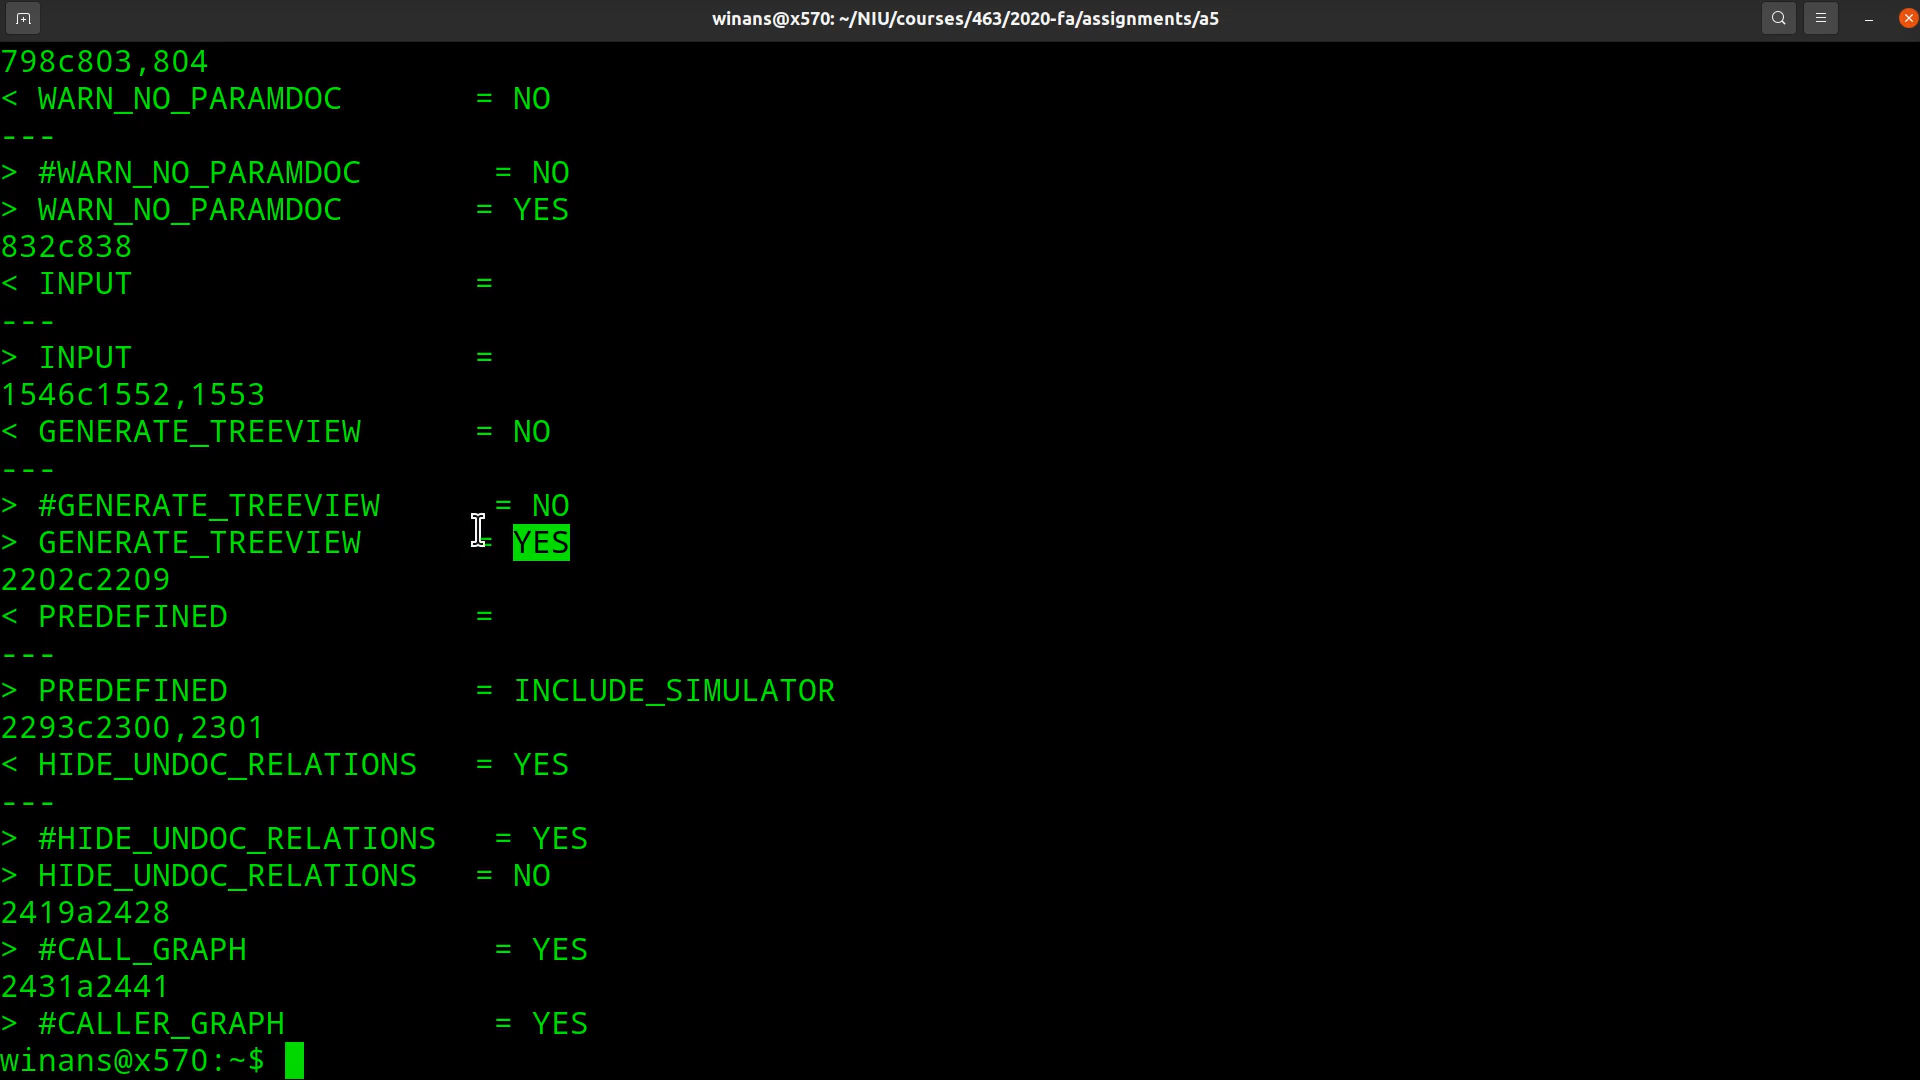 winans@x570: ~/NIU/courses/463/2020-fa/assignments/a5
798c803,804
< WARN_NO_PARAMDOC       = NO
---
> #WARN_NO_PARAMDOC       = NO
> WARN_NO_PARAMDOC       = YES
832c838
< INPUT                  =
---
> INPUT                  =
1546c1552,1553
< GENERATE_TREEVIEW      = NO
---
> #GENERATE_TREEVIEW      = NO
> GENERATE_TREEVIEW      = YES
2202c2209
< PREDEFINED             =
---
> PREDEFINED             = INCLUDE_SIMULATOR
2293c2300,2301
< HIDE_UNDOC_RELATIONS   = YES
---
> #HIDE_UNDOC_RELATIONS   = YES
> HIDE_UNDOC_RELATIONS   = NO
2419a2428
> #CALL_GRAPH             = YES
2431a2441
> #CALLER_GRAPH           = YES
winans@x570:~$